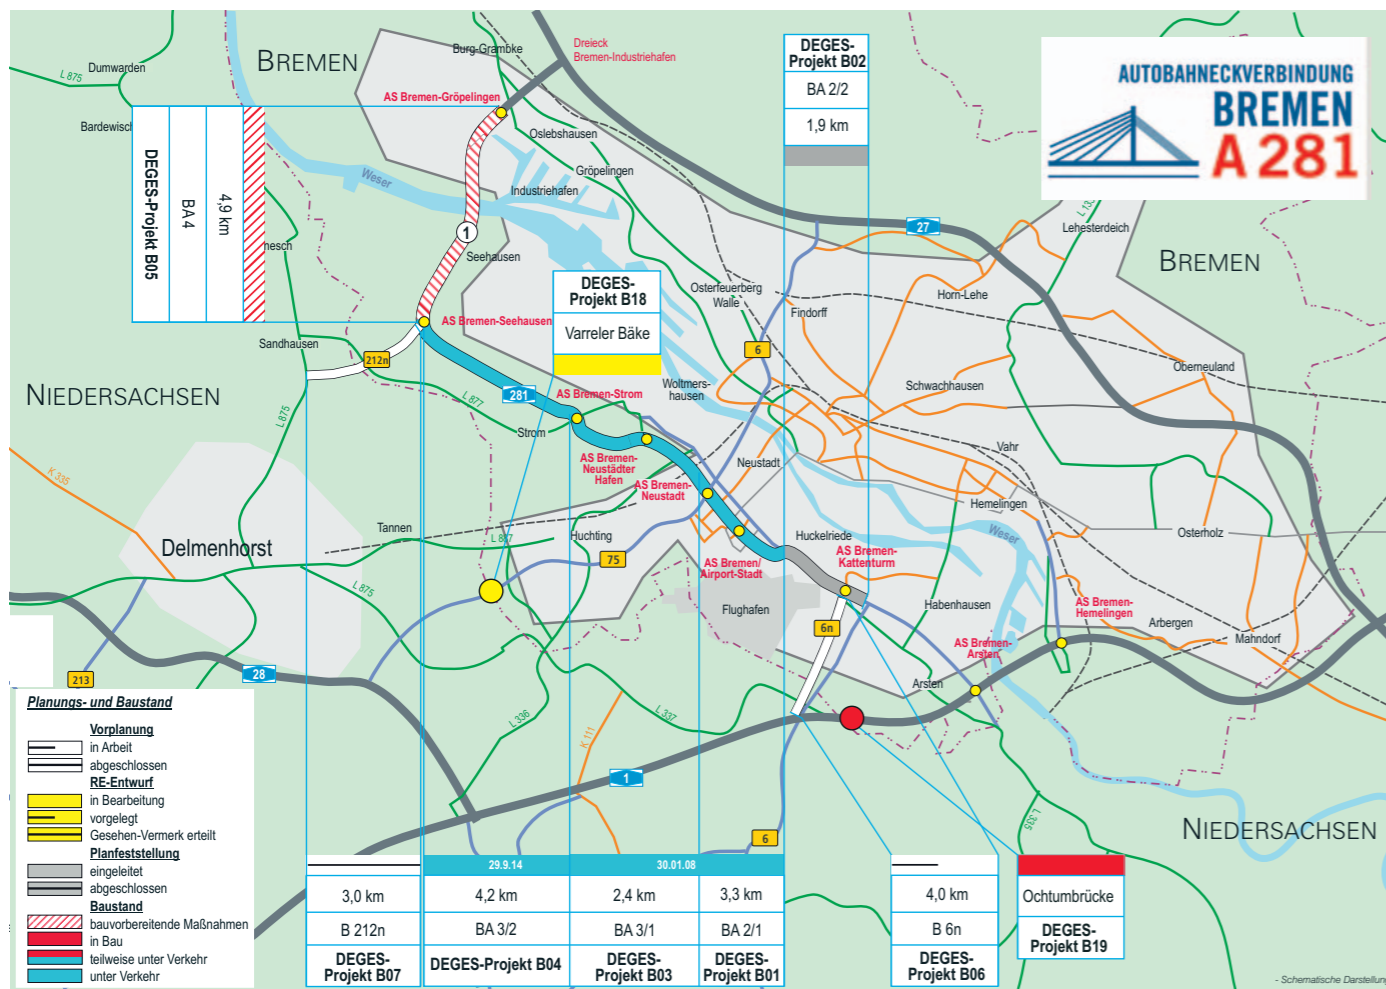 BREMEN
Dumwarden
L 875
Bardewisch
Burg-Grambke
Dreieck
Bremen-Industriehafen
AS Bremen-Gröpelingen
Oslebshausen
Gröpelingen
Industriehafen
Weser
DEGES-Projekt B05
BA 4
4,9 km
nesch
1
Seehausen
DEGES-
Projekt B02
BA 2/2
1,9 km
AUTOBAHNECKVERBINDUNG
BREMEN
A 281
27
Lehesterdeich
BREMEN
DEGES-
Projekt B18
Varreler Bäke
Osterfeuerberg
Walle
Findorff
Horn-Lehe
AS Bremen-Seehausen
Sandhausen
212n
6
Oberneuland
NIEDERSACHSEN
281
L 877
L 875
AS Bremen-Strom
Woltmers-
hausen
Schwachhausen
Strom
AS Bremen-
Neustädter
Hafen
AS Bremen-
Neustadt
Neustadt
Vahr
K 335
Hemelingen
Tannen
Delmenhorst
Huchting
75
Huckelriede
Weser
Osterholz
L 875
AS Bremen/
Airport-Stadt
AS Bremen-
Kattenturm
Flughafen
6n
Habenhausen
AS Bremen-
Hemelingen
Arbergen
Mahndorf
AS Bremen-
Arsten
Arsten
213
28
L 336
L 337
K 111
1
6
L 335
NIEDERSACHSEN
Planungs- und Baustand
Vorplanung
in Arbeit
abgeschlossen
RE-Entwurf
in Bearbeitung
vorgelegt
Gesehen-Vermerk erteilt
Planfeststellung
eingeleitet
abgeschlossen
Baustand
bauvorbereitende Maßnahmen
in Bau
teilweise unter Verkehr
unter Verkehr
3,0 km
B 212n
DEGES-
Projekt B07
29.9.14
4,2 km
BA 3/2
DEGES-Projekt B04
30.01.08
2,4 km
BA 3/1
DEGES-
Projekt B03
3,3 km
BA 2/1
DEGES-
Projekt B01
4,0 km
B 6n
DEGES-
Projekt B06
Ochtumbrücke
DEGES-
Projekt B19
- Schematische Darstellung